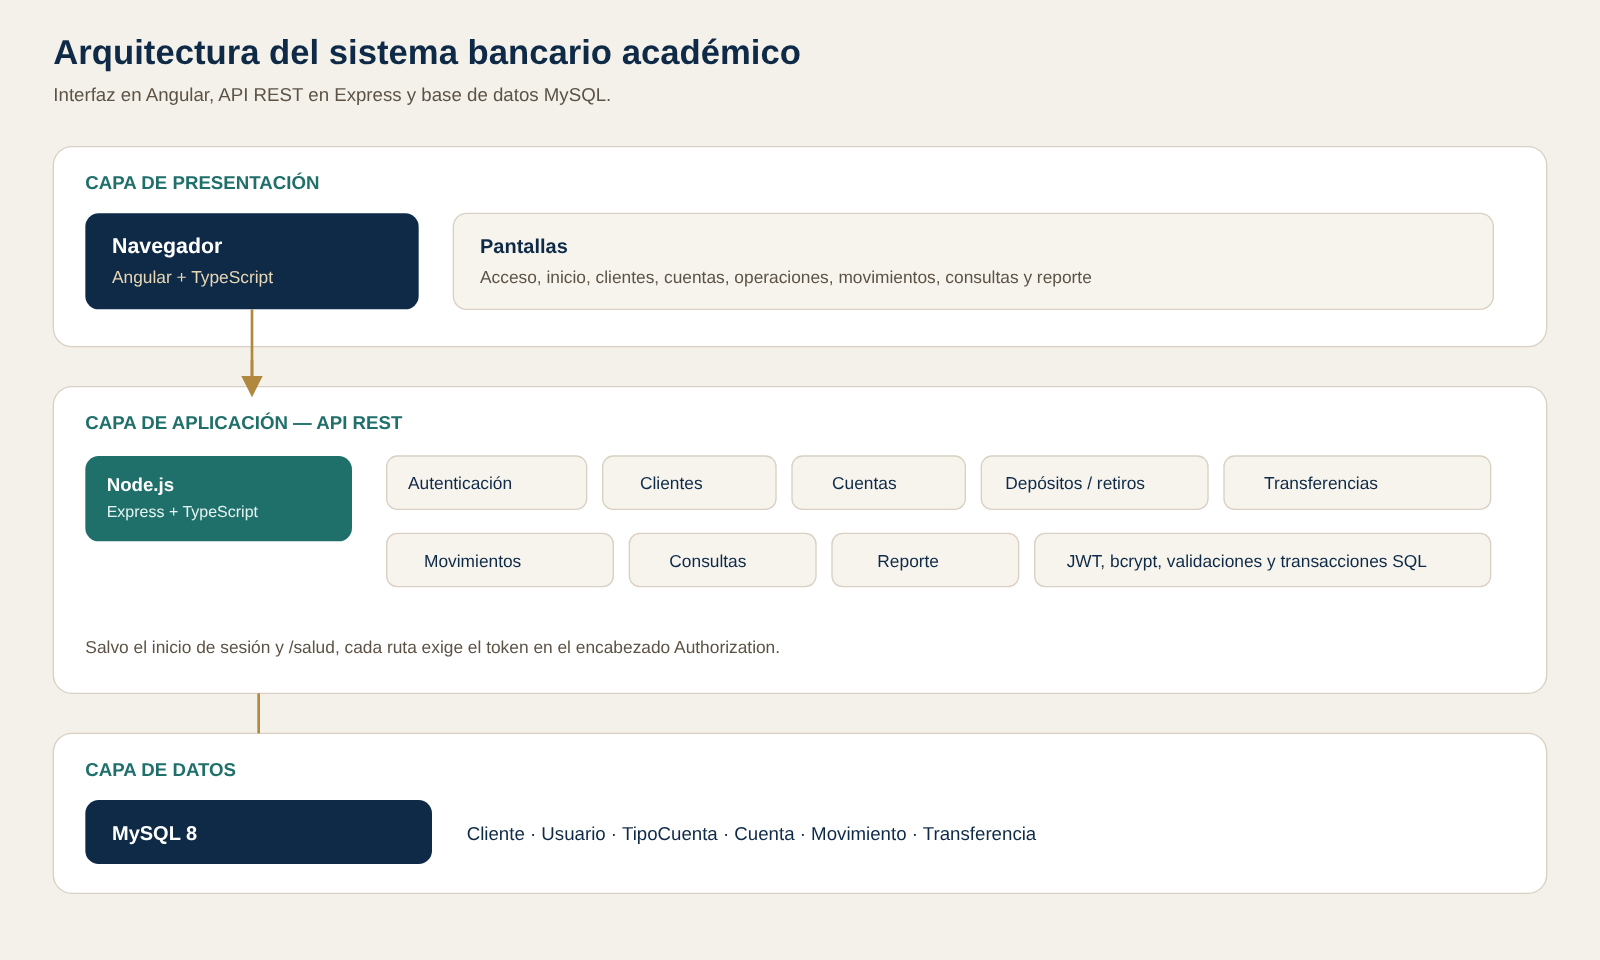 Arquitectura del sistema bancario académico
Interfaz en Angular, API REST en Express y base de datos MySQL.
CAPA DE PRESENTACIÓN
Navegador
Angular + TypeScript
Pantallas
Acceso, inicio, clientes, cuentas, operaciones, movimientos, consultas y reporte
CAPA DE APLICACIÓN — API REST
Node.js
Express + TypeScript
Autenticación
Clientes
Cuentas
Depósitos / retiros
Transferencias
Movimientos
Consultas
Reporte
JWT, bcrypt, validaciones y transacciones SQL
Salvo el inicio de sesión y /salud, cada ruta exige el token en el encabezado Authorization.
CAPA DE DATOS
MySQL 8
Cliente · Usuario · TipoCuenta · Cuenta · Movimiento · Transferencia